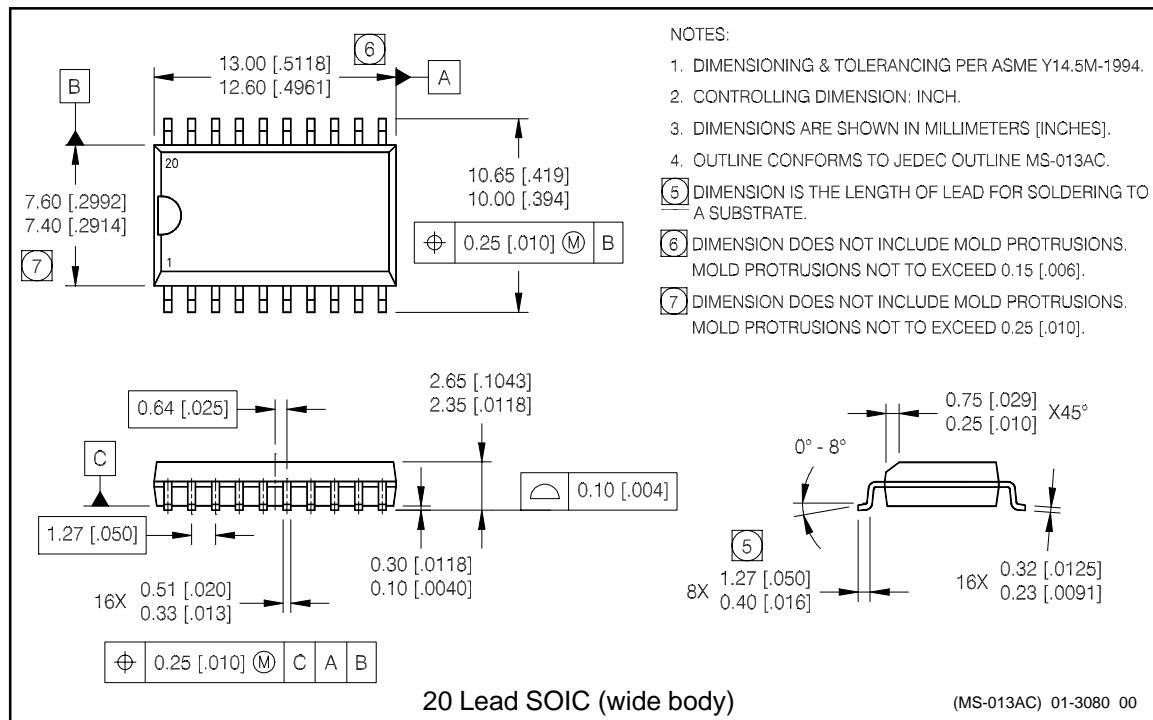 6
13.00 [.5118]
12.60 [.4961]
A
B
20
7.60 [.2992]
7.40 [.2914]
7
1
10.65 [.419]
10.00 [.394]
⌖ 0.25 [.010] Ⓜ B
NOTES:
1. DIMENSIONING & TOLERANCING PER ASME Y14.5M-1994.
2. CONTROLLING DIMENSION: INCH.
3. DIMENSIONS ARE SHOWN IN MILLIMETERS [INCHES].
4. OUTLINE CONFORMS TO JEDEC OUTLINE MS-013AC.
5 DIMENSION IS THE LENGTH OF LEAD FOR SOLDERING TO
A SUBSTRATE.
6 DIMENSION DOES NOT INCLUDE MOLD PROTRUSIONS.
MOLD PROTRUSIONS NOT TO EXCEED 0.15 [.006].
7 DIMENSION DOES NOT INCLUDE MOLD PROTRUSIONS.
MOLD PROTRUSIONS NOT TO EXCEED 0.25 [.010].
0.64 [.025]
2.65 [.1043]
2.35 [.0118]
C
0.10 [.004]
1.27 [.050]
0.30 [.0118]
0.10 [.0040]
16X 0.51 [.020]
0.33 [.013]
⌖ 0.25 [.010] Ⓜ C A B
0.75 [.029]
0.25 [.010]
X45°
0° - 8°
5
8X 1.27 [.050]
0.40 [.016]
16X 0.32 [.0125]
0.23 [.0091]
20 Lead SOIC (wide body)
(MS-013AC) 01-3080 00